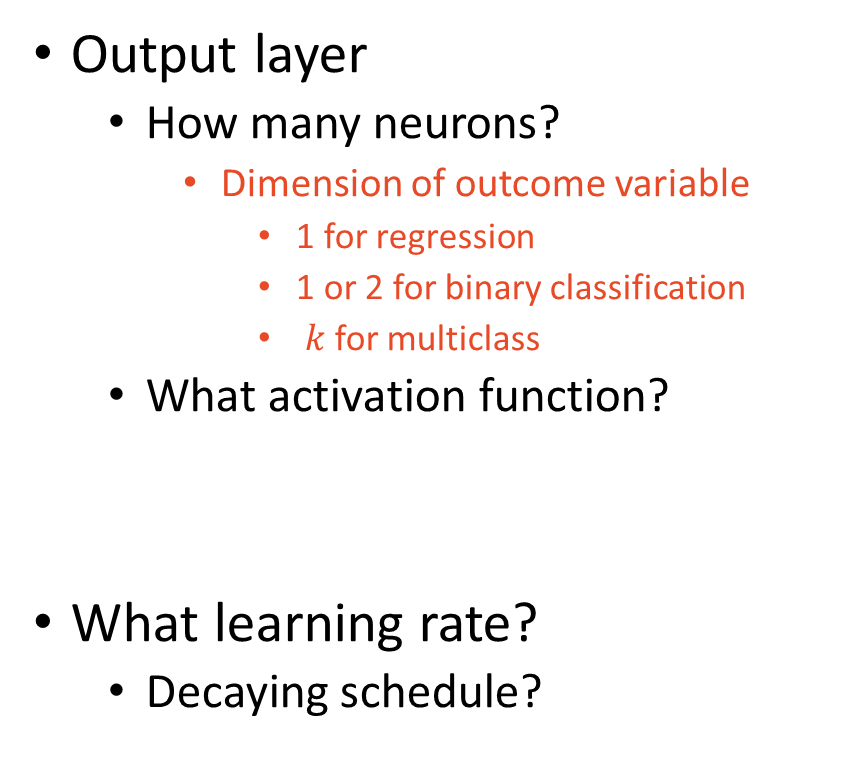 • Output layer
• How many neurons?
• Dimension of outcome variable
• 1 for regression
• 1 or 2 for binary classification
• k for multiclass
• What activation function?
• What learning rate?
• Decaying schedule?